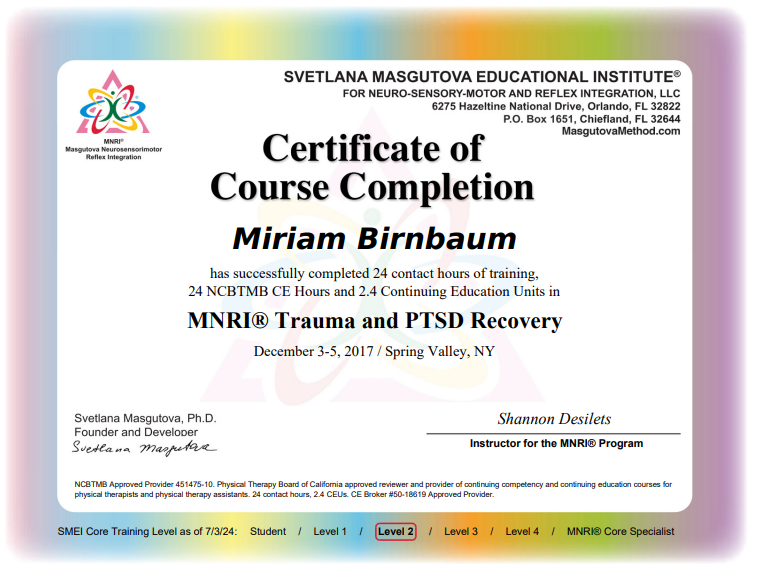 SVETLANA MASGUTOVA EDUCATIONAL INSTITUTE®
FOR NEURO-SENSORY-MOTOR AND REFLEX INTEGRATION, LLC
6275 Hazeltine National Drive, Orlando, FL 32822
P.O. Box 1651, Chiefland, FL 32644
MasgutovaMethod.com
MNRI®
Masgutova Neurosensorimotor
Reflex Integration
Certificate of
Course Completion
Miriam Birnbaum
has successfully completed 24 contact hours of training,
24 NCBTMB CE Hours and 2.4 Continuing Education Units in
MNRI® Trauma and PTSD Recovery
December 3-5, 2017 / Spring Valley, NY
Svetlana Masgutova, Ph.D.
Founder and Developer
Svetlana Masgutova
Shannon Desilets
Instructor for the MNRI® Program
NCBTMB Approved Provider 451475-10. Physical Therapy Board of California approved reviewer and provider of continuing competency and continuing education courses for
physical therapists and physical therapy assistants. 24 contact hours, 2.4 CEUs. CE Broker #50-18619 Approved Provider.
SMEI Core Training Level as of 7/3/24: Student / Level 1 / Level 2 / Level 3 / Level 4 / MNRI® Core Specialist